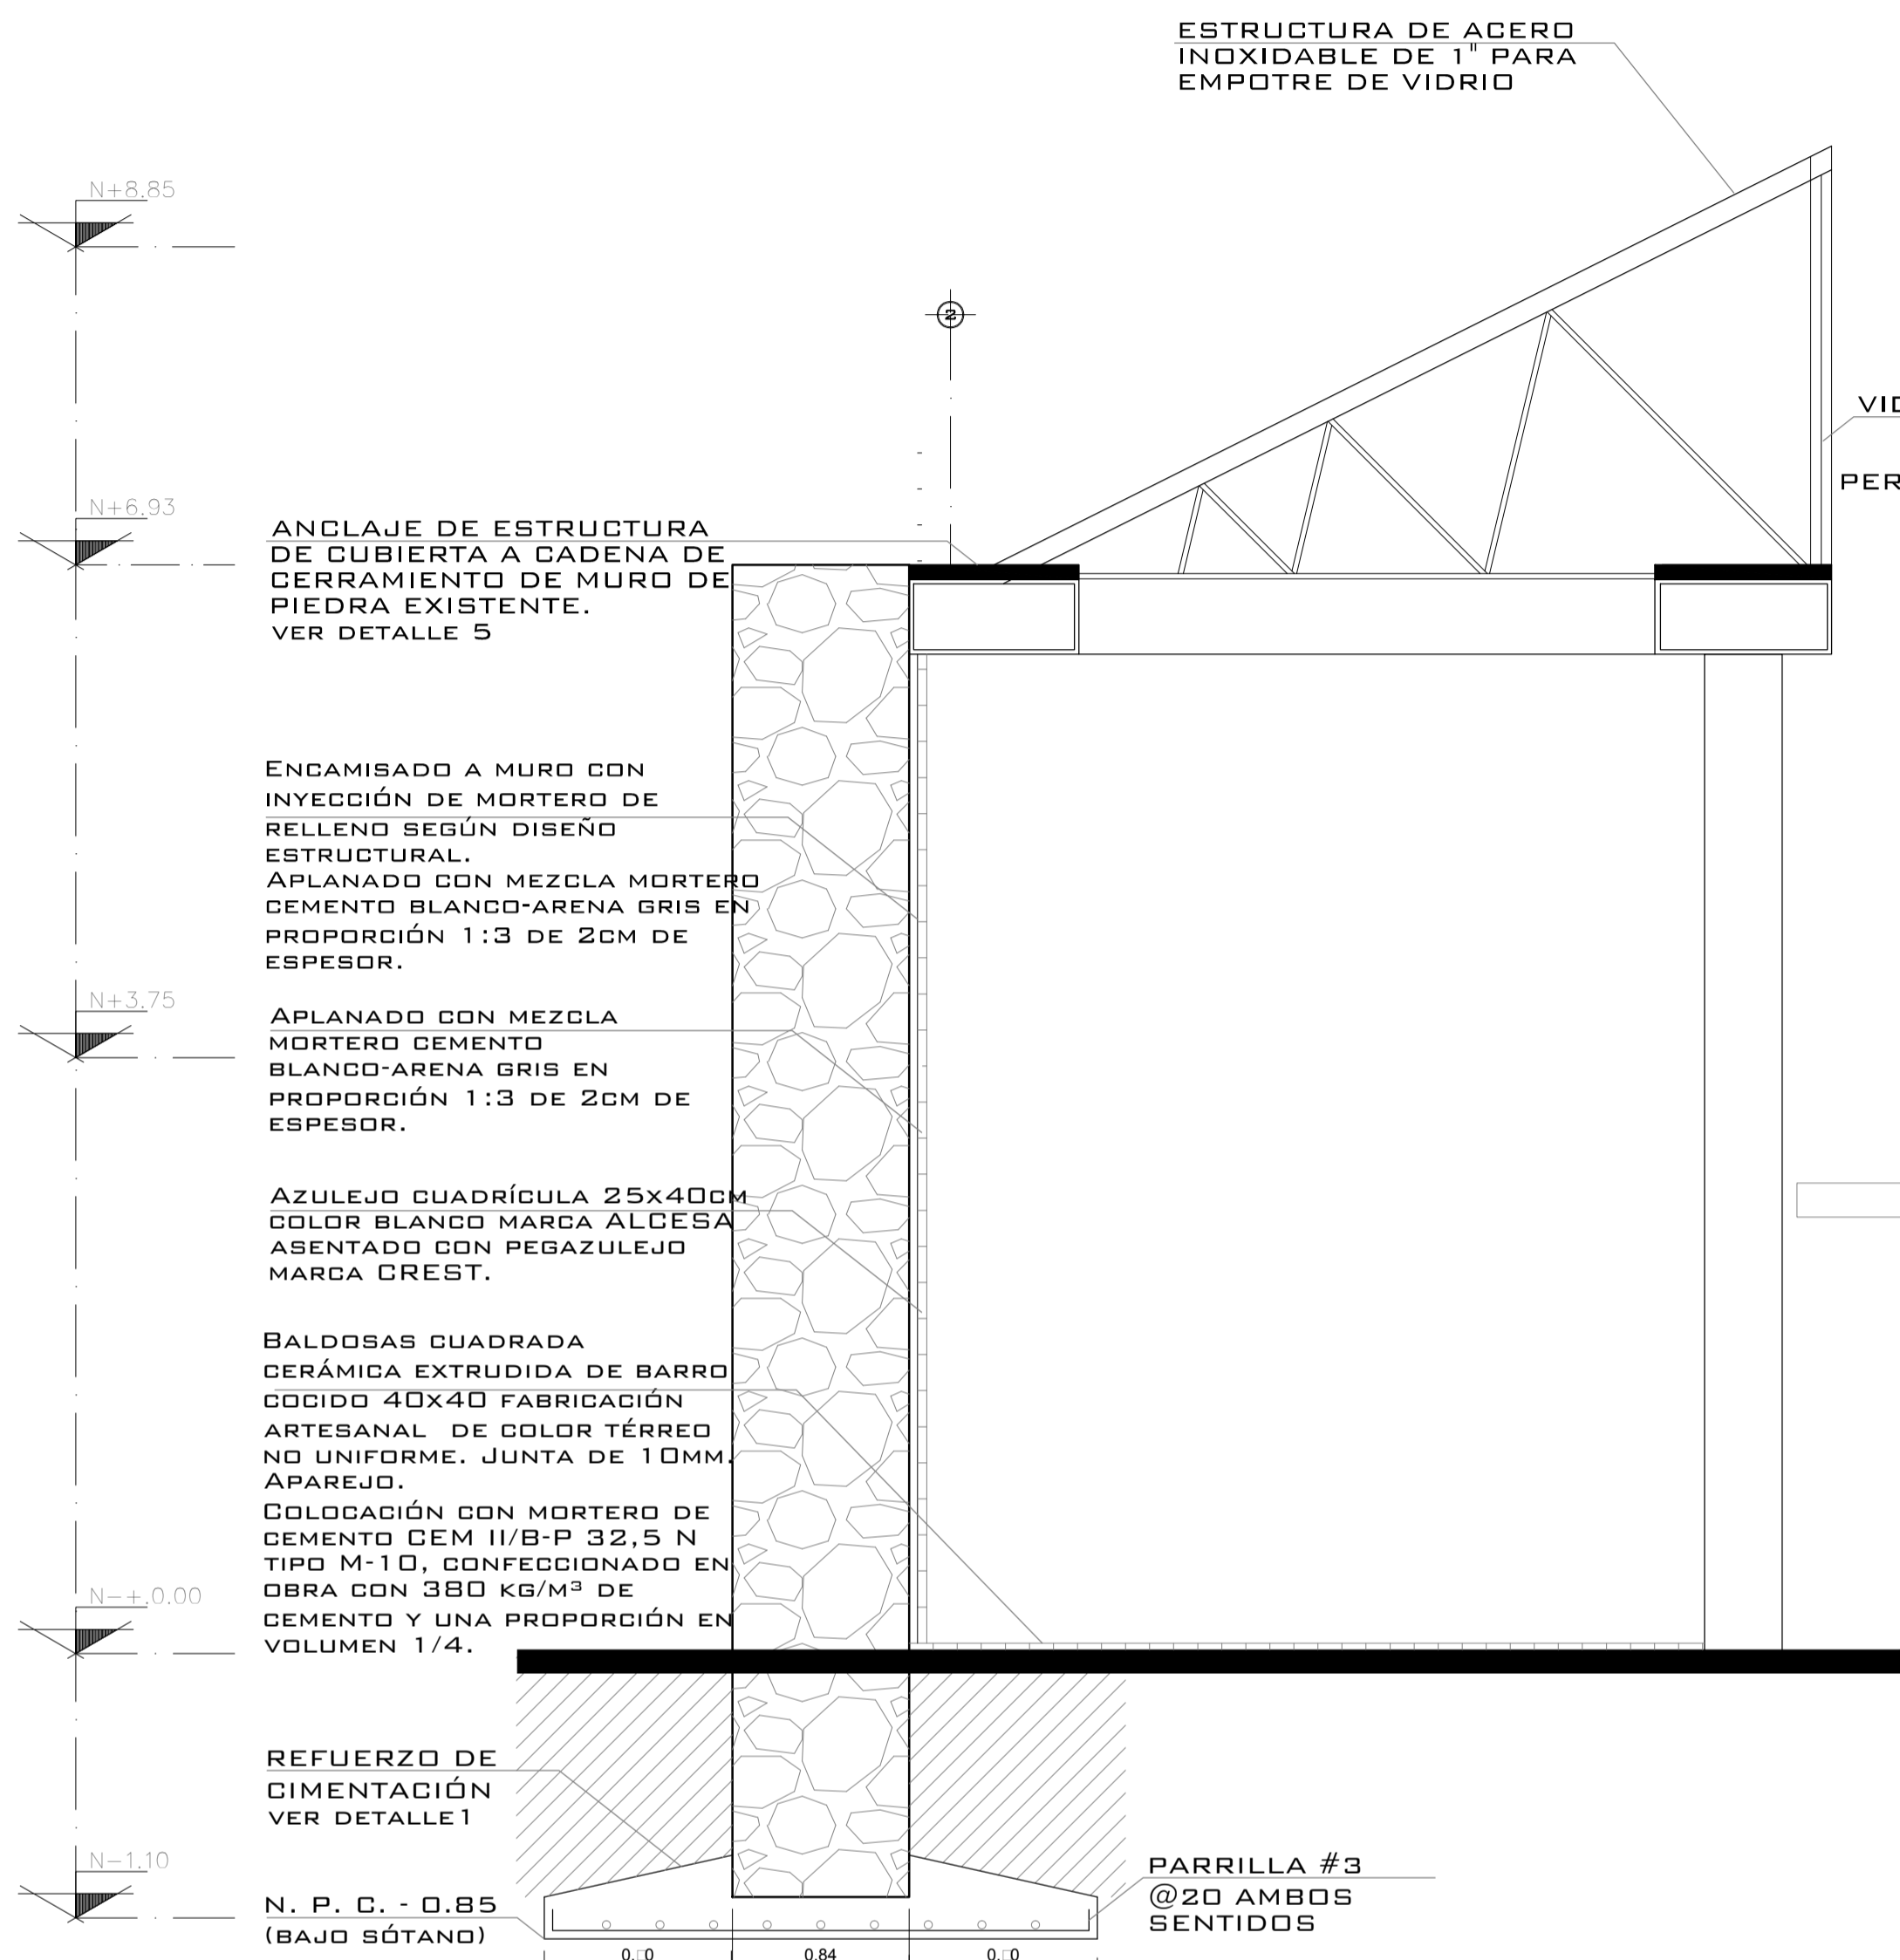 ESTRUCTURA DE ACERO
INOXIDABLE DE 1" PARA
EMPOTRE DE VIDRIO
N+8.85
2
N+6.93
ANCLAJE DE ESTRUCTURA
DE CUBIERTA A CADENA DE
CERRAMIENTO DE MURO DE
PIEDRA EXISTENTE.
VER DETALLE 5
ENCAMISADO A MURO CON
INYECCIÓN DE MORTERO DE
RELLENO SEGÚN DISEÑO
ESTRUCTURAL.
APLANADO CON MEZCLA MORTERO
CEMENTO BLANCO-ARENA GRIS EN
PROPORCIÓN 1:3 DE 2CM DE
ESPESOR.
N+3.75
APLANADO CON MEZCLA
MORTERO CEMENTO
BLANCO-ARENA GRIS EN
PROPORCIÓN 1:3 DE 2CM DE
ESPESOR.
AZULEJO CUADRÍCULA 25X40CM
COLOR BLANCO MARCA ALCESA
ASENTADO CON PEGAZULEJO
MARCA CREST.
BALDOSAS CUADRADA
CERÁMICA EXTRUDIDA DE BARRO
COCIDO 40X40 FABRICACIÓN
ARTESANAL DE COLOR TÉRREO
NO UNIFORME. JUNTA DE 10MM.
APAREJO.
COLOCACIÓN CON MORTERO DE
CEMENTO CEM II/B-P 32,5 N
TIPO M-10, CONFECCIONADO EN
OBRA CON 380 KG/M³ DE
CEMENTO Y UNA PROPORCIÓN EN
VOLUMEN 1/4.
N-+.0.00
REFUERZO DE
CIMENTACIÓN
VER DETALLE1
N-1.10
N. P. C. - 0.85
(BAJO SÓTANO)
PARRILLA #3
@20 AMBOS
SENTIDOS
0.84